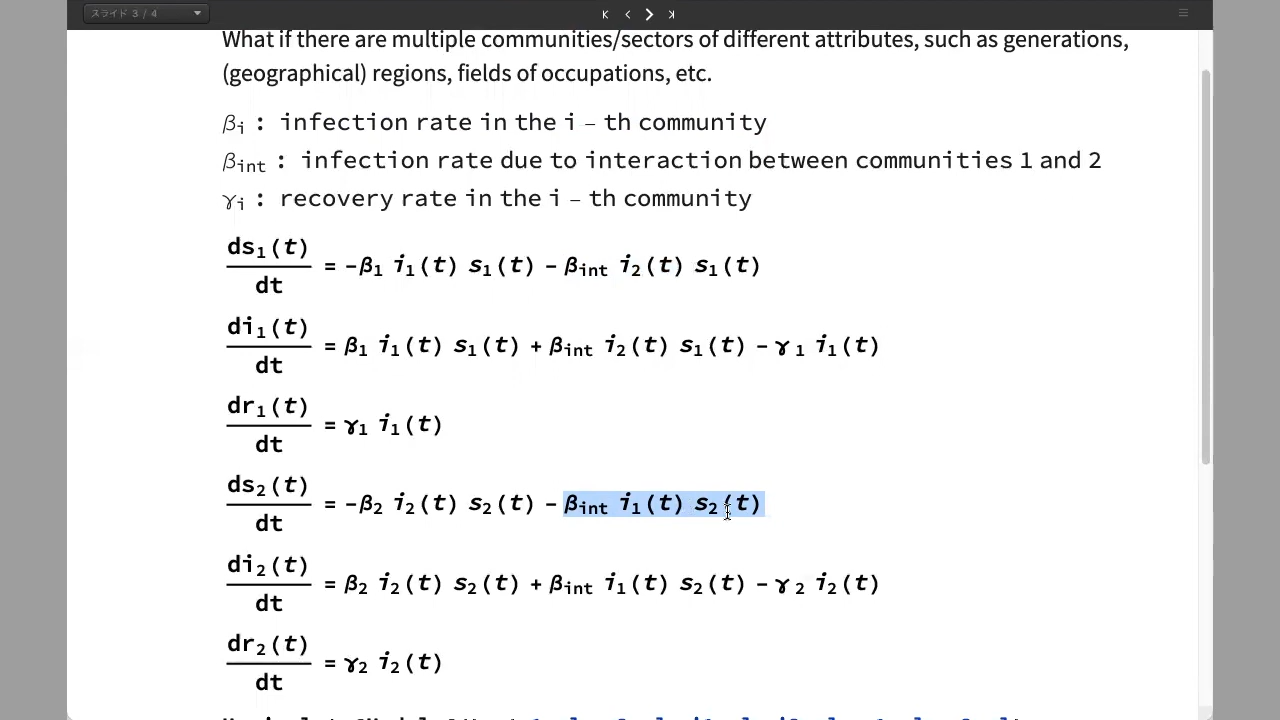 スライド 3 / 4
What if there are multiple communities/sectors of different attributes, such as generations,
(geographical) regions, fields of occupations, etc.
βi : infection rate in the i – th community
βint : infection rate due to interaction between communities 1 and 2
γi : recovery rate in the i – th community
ds1(t)/dt = -β1 i1(t) s1(t) - βint i2(t) s1(t)
di1(t)/dt = β1 i1(t) s1(t) + βint i2(t) s1(t) - γ1 i1(t)
dr1(t)/dt = γ1 i1(t)
ds2(t)/dt = -β2 i2(t) s2(t) - βint i1(t) s2(t)
di2(t)/dt = β2 i2(t) s2(t) + βint i1(t) s2(t) - γ2 i2(t)
dr2(t)/dt = γ2 i2(t)